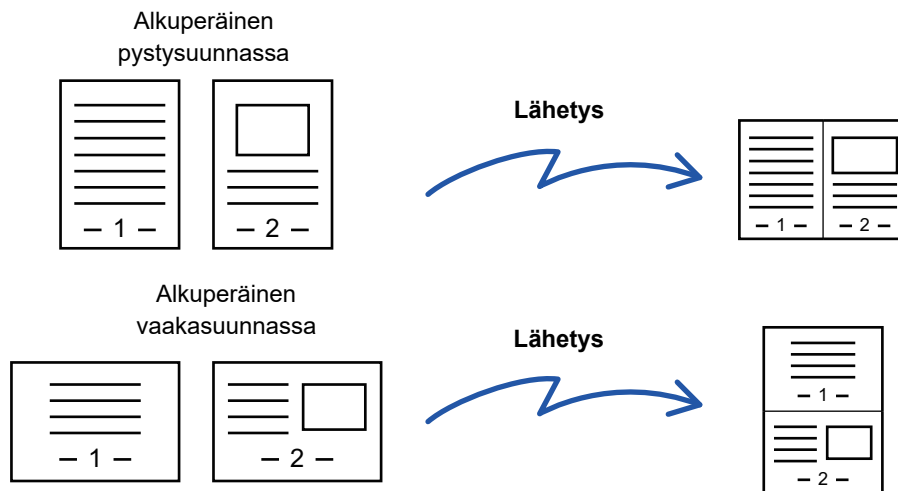 Alkuperäinen
pystysuunnassa
Lähetys
– 1 –
– 2 –
– 1 –
– 2 –
Alkuperäinen
vaakasuunnassa
Lähetys
– 1 –
– 2 –
– 1 –
– 2 –